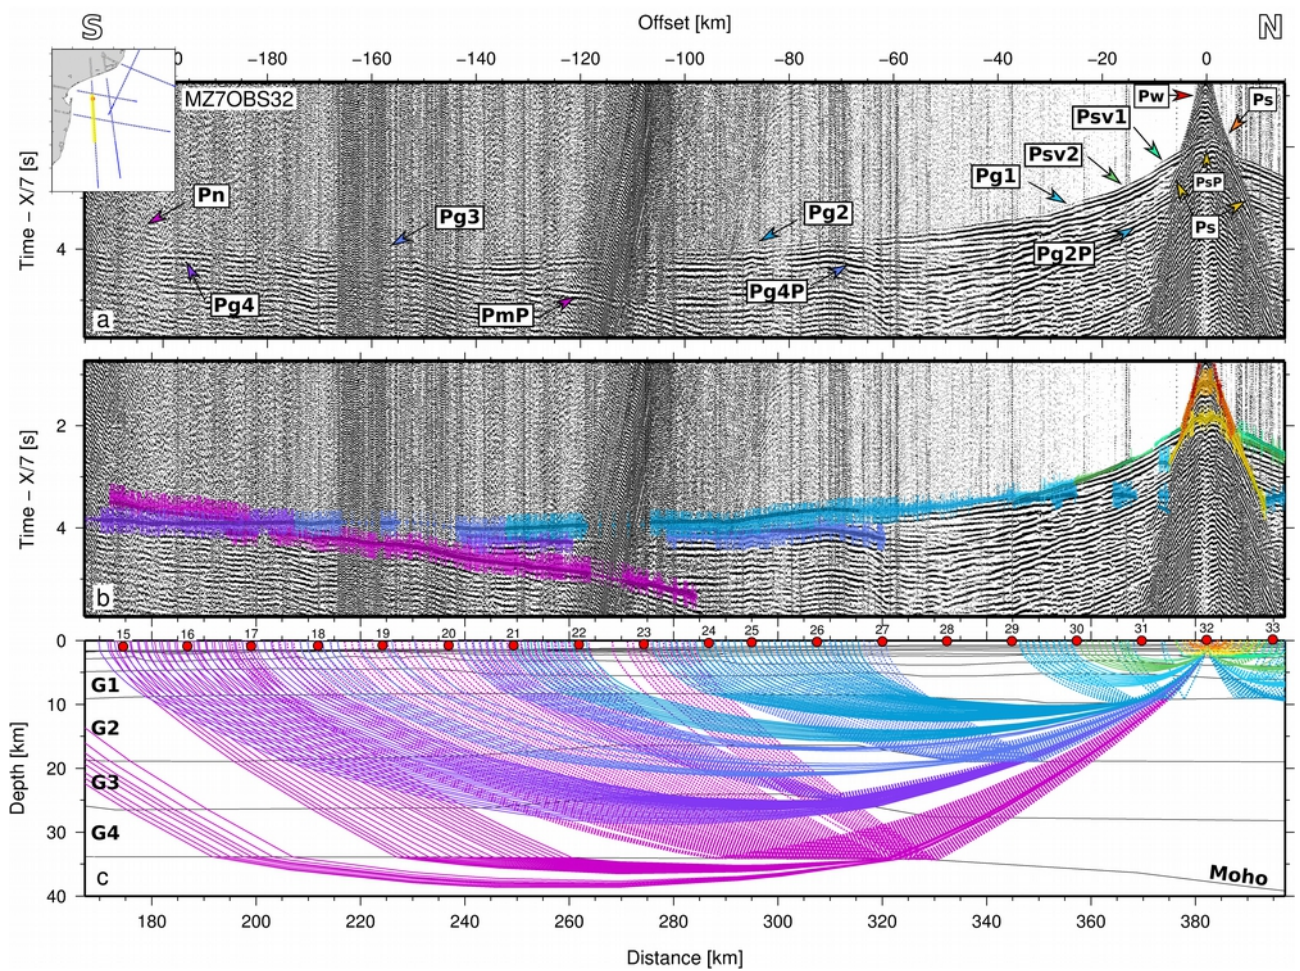 Offset [km]
S N
0 −180 −160 −140 −120 −100 −80 −60 −40 −20 0
MZ7OBS32
Pw Ps
Psv1
Psv2
Pg1 PsP
Pn Pg3 Pg2 Ps
Pg2P
Pg4 PmP Pg4P
4
Time − X/7 [s]
a
2
4
Time − X/7 [s]
b
15 16 17 18 19 20 21 22 23 24 25 26 27 28 29 30 31 32 33
0
G1
10
G2
20
G3
30
G4
40
Depth [km]
Moho
c
180 200 220 240 260 280 300 320 340 360 380
Distance [km]